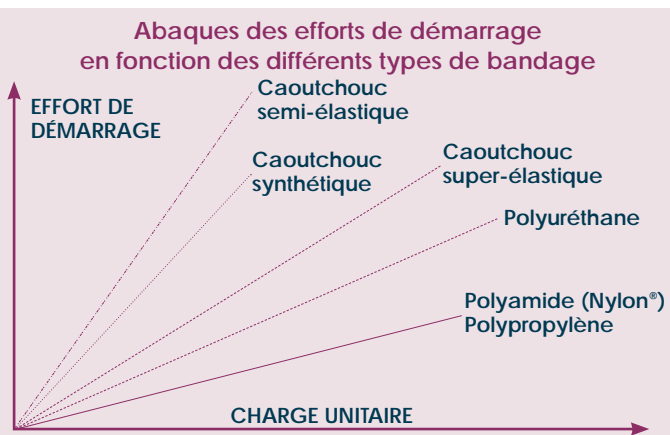 Abaques des efforts de démarrage
en fonction des différents types de bandage
EFFORT DE
DÉMARRAGE
Caoutchouc
semi-élastique
Caoutchouc
synthétique
Caoutchouc
super-élastique
Polyuréthane
Polyamide (Nylon®)
Polypropylène
CHARGE UNITAIRE